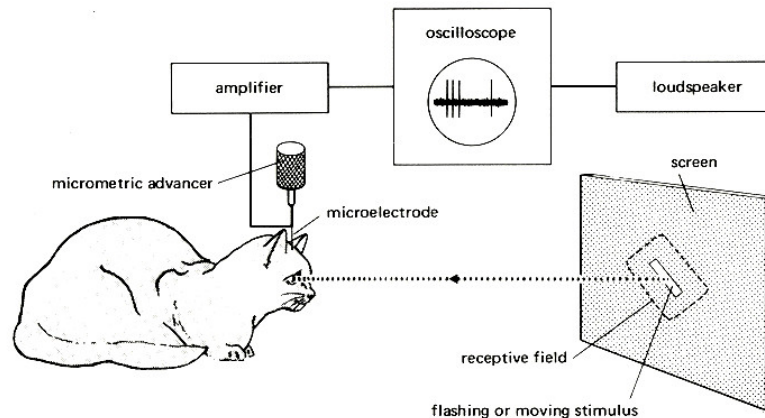 oscilloscope
amplifier
loudspeaker
micrometric advancer
screen
microelectrode
receptive field
flashing or moving stimulus